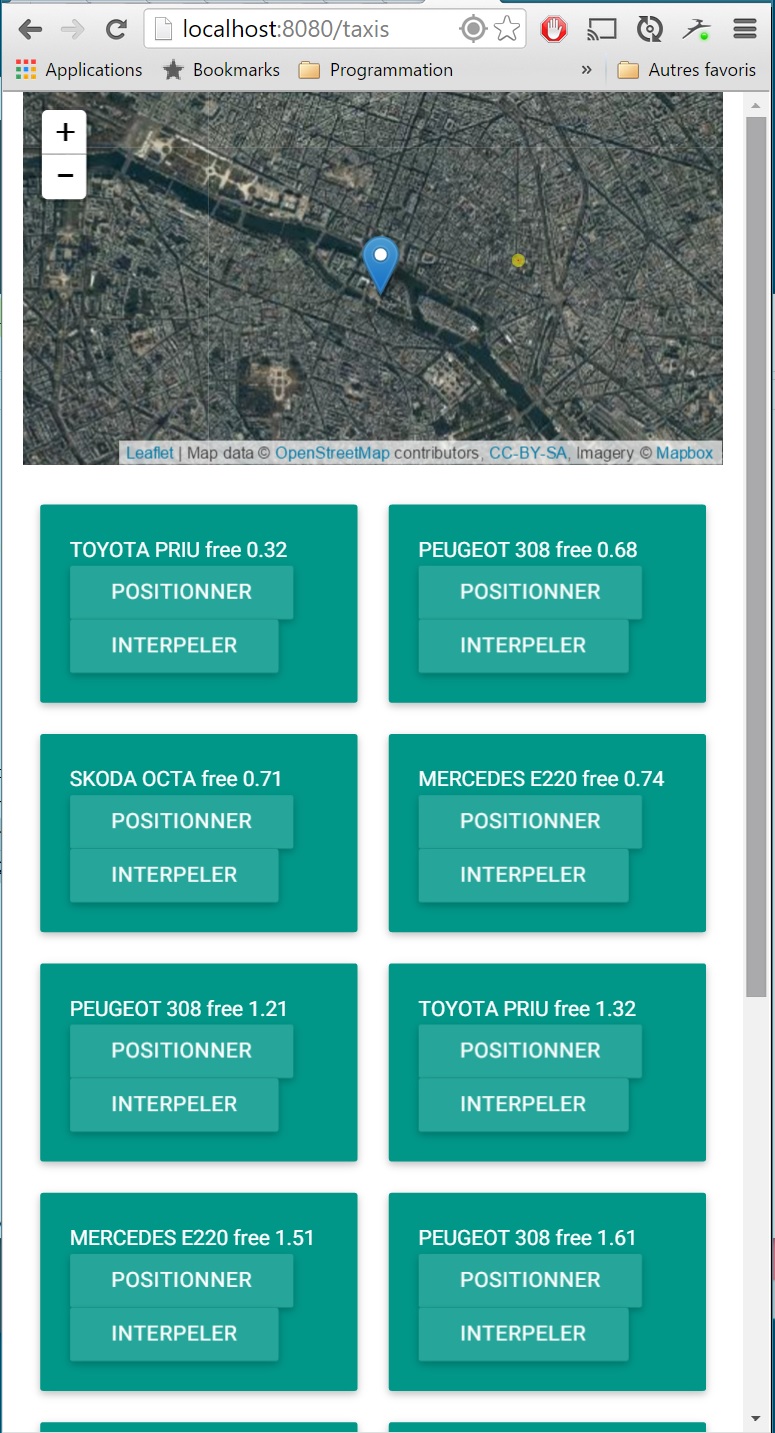 localhost:8080/taxis
Applications Bookmarks Programmation » Autres favoris
+
−
Leaflet | Map data © OpenStreetMap contributors, CC-BY-SA, Imagery © Mapbox
TOYOTA PRIU free 0.32
POSITIONNER
INTERPELER
PEUGEOT 308 free 0.68
POSITIONNER
INTERPELER
SKODA OCTA free 0.71
POSITIONNER
INTERPELER
MERCEDES E220 free 0.74
POSITIONNER
INTERPELER
PEUGEOT 308 free 1.21
POSITIONNER
INTERPELER
TOYOTA PRIU free 1.32
POSITIONNER
INTERPELER
MERCEDES E220 free 1.51
POSITIONNER
INTERPELER
PEUGEOT 308 free 1.61
POSITIONNER
INTERPELER